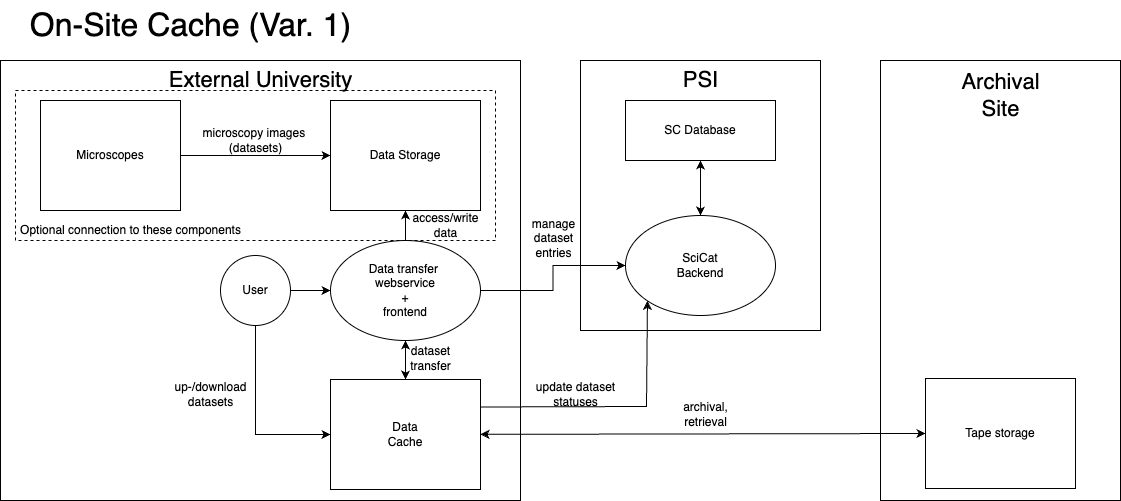 On-Site Cache (Var. 1)
External University
PSI
Archival
Site
Microscopes
microscopy images
(datasets)
Data Storage
SC Database
Optional connection to these components
access/write
data
manage
dataset
entries
SciCat
Backend
User
Data transfer
webservice
+
frontend
dataset
transfer
up-/download
datasets
update dataset
statuses
Data
Cache
archival,
retrieval
Tape storage